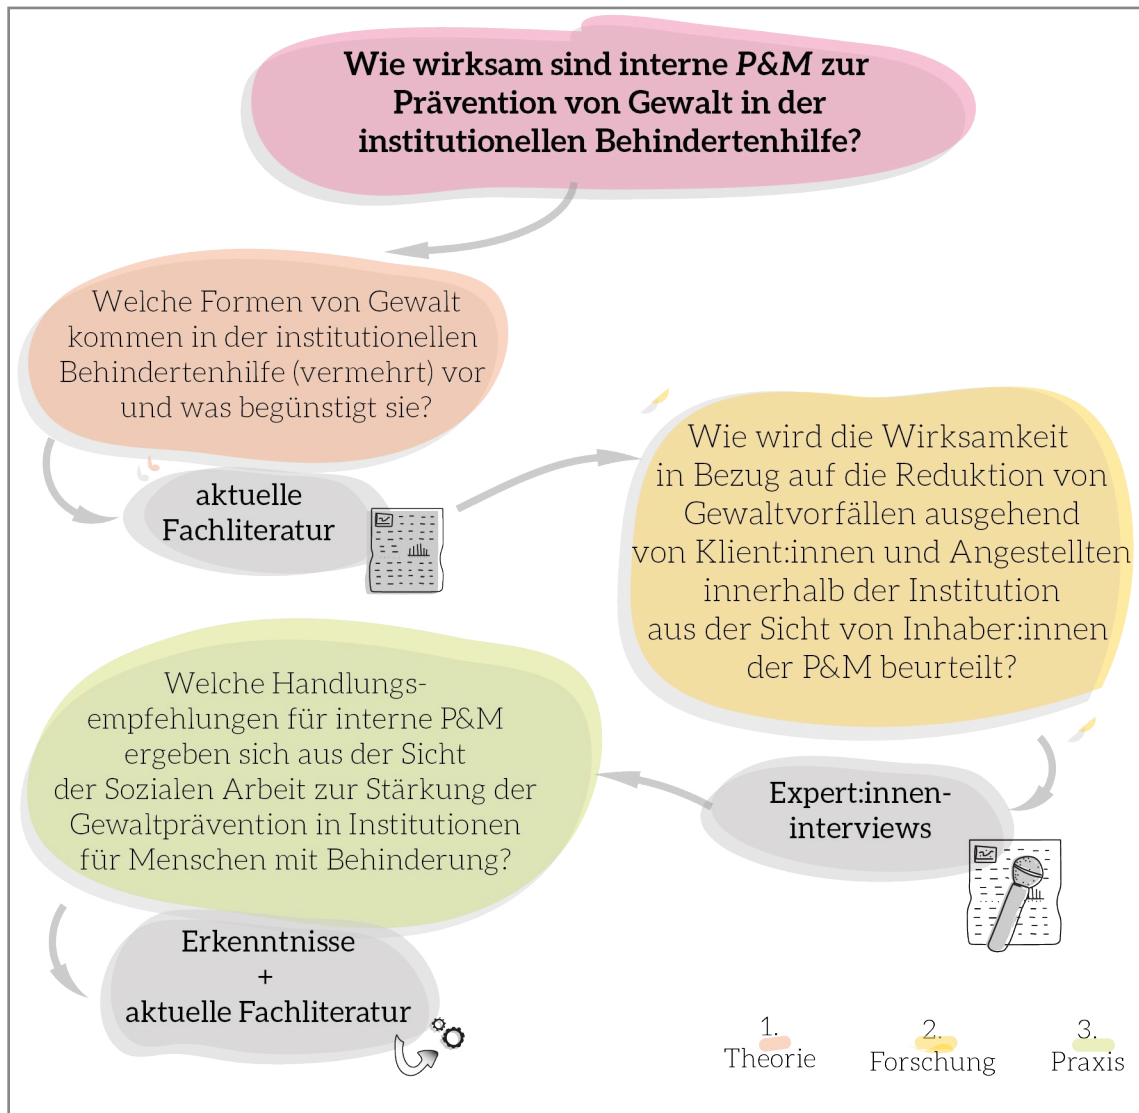 Wie wirksam sind interne P&M zur
Prävention von Gewalt in der
institutionellen Behindertenhilfe?
Welche Formen von Gewalt
kommen in der institutionellen
Behindertenhilfe (vermehrt) vor
und was begünstigt sie?
aktuelle
Fachliteratur
Wie wird die Wirksamkeit
in Bezug auf die Reduktion von
Gewaltvorfällen ausgehend
von Klient:innen und Angestellten
innerhalb der Institution
aus der Sicht von Inhaber:innen
der P&M beurteilt?
Expert:innen-
interviews
Welche Handlungs-
empfehlungen für interne P&M
ergeben sich aus der Sicht
der Sozialen Arbeit zur Stärkung der
Gewaltprävention in Institutionen
für Menschen mit Behinderung?
Erkenntnisse
+
aktuelle Fachliteratur
1.
Theorie
2.
Forschung
3.
Praxis